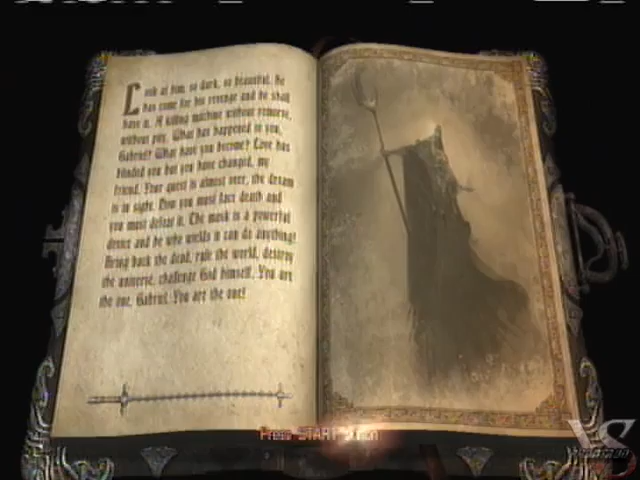 Look at him, so dark, so beautiful. He
has come for his revenge and he shall
have it. A killing machine without remorse,
without pity. What has happened to you,
Gabriel? What have you become? Love has
blinded you but you have changed, my
friend. Your quest is almost over, the dream
is in sight. Now you must face death and
you must defeat it. The mask is a powerful
device and he who wields it can do anything!
Bring back the dead, rule the world, destroy
the universe, challenge God himself. You are
the one, Gabriel. You are the one!
Press START